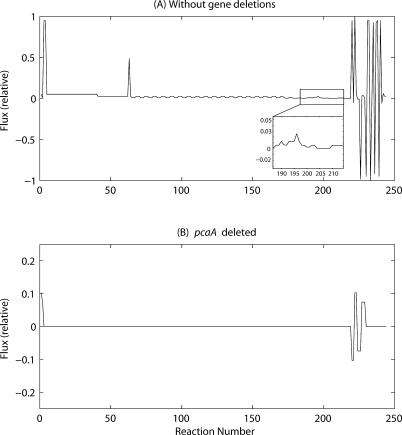 (A) Without gene deletions
1
0.5
0
−0.5
−1
Flux (relative)
0.05
0.03
0
−0.02
190 195 200 205 210
0 50 100 150 200 250
(B) pcaA deleted
0.2
0.1
0
−0.1
−0.2
Flux (relative)
0 50 100 150 200 250
Reaction Number